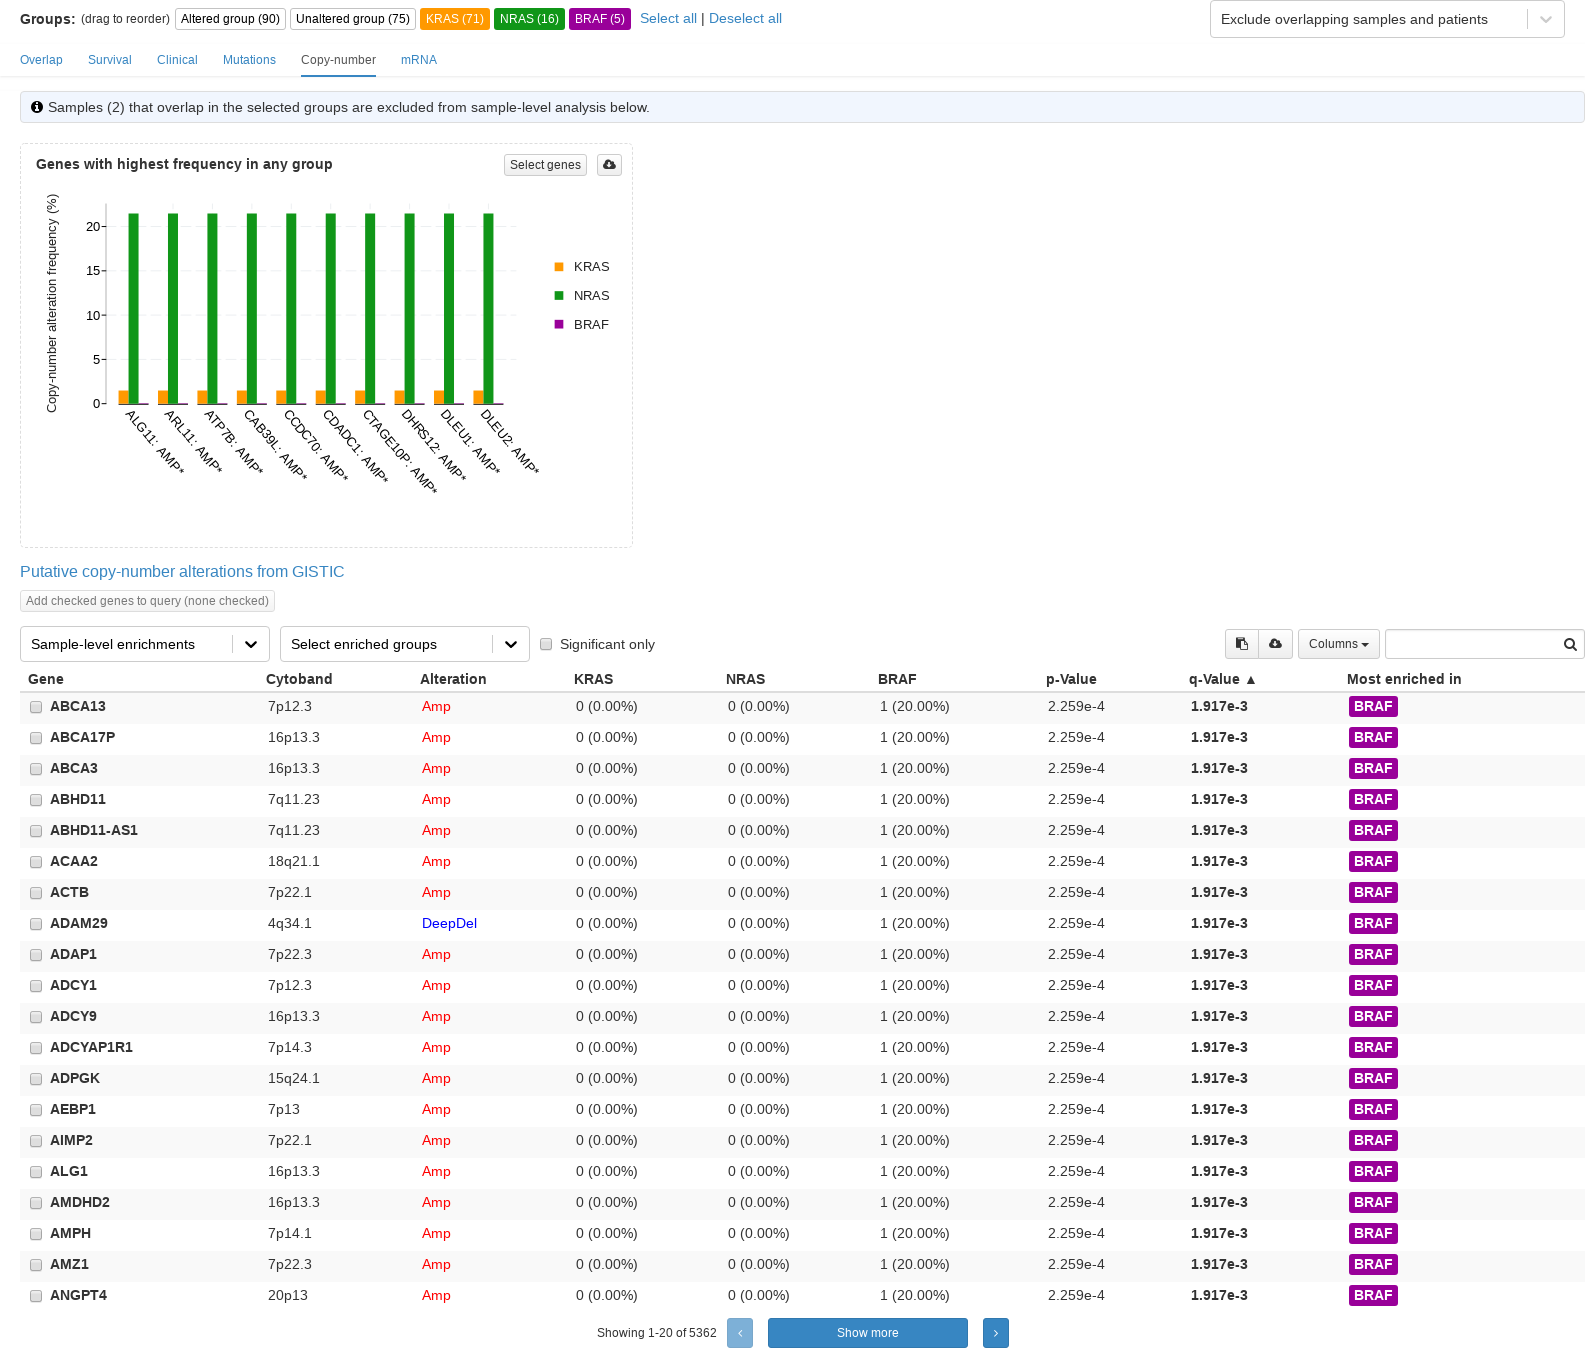 Groups: (drag to reorder) Altered group (90) Unaltered group (75) KRAS (71) NRAS (16) BRAF (5) Select all | Deselect all Exclude overlapping samples and patients
Overlap Survival Clinical Mutations Copy-number mRNA
Samples (2) that overlap in the selected groups are excluded from sample-level analysis below.
Genes with highest frequency in any group Select genes
Copy-number alteration frequency (%)
20
15
10
5
0
KRAS
NRAS
BRAF
ALG11: AMP*
ARL11: AMP*
ATP7B: AMP*
CAB39L: AMP*
CCDC70: AMP*
CDADC1: AMP*
CTAGE10P: AMP*
DHRS12: AMP*
DLEU1: AMP*
DLEU2: AMP*
Putative copy-number alterations from GISTIC
Add checked genes to query (none checked)
Sample-level enrichments Select enriched groups Significant only Columns
Gene Cytoband Alteration KRAS NRAS BRAF p-Value q-Value ▲ Most enriched in
ABCA13 7p12.3 Amp 0 (0.00%) 0 (0.00%) 1 (20.00%) 2.259e-4 1.917e-3 BRAF
ABCA17P 16p13.3 Amp 0 (0.00%) 0 (0.00%) 1 (20.00%) 2.259e-4 1.917e-3 BRAF
ABCA3 16p13.3 Amp 0 (0.00%) 0 (0.00%) 1 (20.00%) 2.259e-4 1.917e-3 BRAF
ABHD11 7q11.23 Amp 0 (0.00%) 0 (0.00%) 1 (20.00%) 2.259e-4 1.917e-3 BRAF
ABHD11-AS1 7q11.23 Amp 0 (0.00%) 0 (0.00%) 1 (20.00%) 2.259e-4 1.917e-3 BRAF
ACAA2 18q21.1 Amp 0 (0.00%) 0 (0.00%) 1 (20.00%) 2.259e-4 1.917e-3 BRAF
ACTB 7p22.1 Amp 0 (0.00%) 0 (0.00%) 1 (20.00%) 2.259e-4 1.917e-3 BRAF
ADAM29 4q34.1 DeepDel 0 (0.00%) 0 (0.00%) 1 (20.00%) 2.259e-4 1.917e-3 BRAF
ADAP1 7p22.3 Amp 0 (0.00%) 0 (0.00%) 1 (20.00%) 2.259e-4 1.917e-3 BRAF
ADCY1 7p12.3 Amp 0 (0.00%) 0 (0.00%) 1 (20.00%) 2.259e-4 1.917e-3 BRAF
ADCY9 16p13.3 Amp 0 (0.00%) 0 (0.00%) 1 (20.00%) 2.259e-4 1.917e-3 BRAF
ADCYAP1R1 7p14.3 Amp 0 (0.00%) 0 (0.00%) 1 (20.00%) 2.259e-4 1.917e-3 BRAF
ADPGK 15q24.1 Amp 0 (0.00%) 0 (0.00%) 1 (20.00%) 2.259e-4 1.917e-3 BRAF
AEBP1 7p13 Amp 0 (0.00%) 0 (0.00%) 1 (20.00%) 2.259e-4 1.917e-3 BRAF
AIMP2 7p22.1 Amp 0 (0.00%) 0 (0.00%) 1 (20.00%) 2.259e-4 1.917e-3 BRAF
ALG1 16p13.3 Amp 0 (0.00%) 0 (0.00%) 1 (20.00%) 2.259e-4 1.917e-3 BRAF
AMDHD2 16p13.3 Amp 0 (0.00%) 0 (0.00%) 1 (20.00%) 2.259e-4 1.917e-3 BRAF
AMPH 7p14.1 Amp 0 (0.00%) 0 (0.00%) 1 (20.00%) 2.259e-4 1.917e-3 BRAF
AMZ1 7p22.3 Amp 0 (0.00%) 0 (0.00%) 1 (20.00%) 2.259e-4 1.917e-3 BRAF
ANGPT4 20p13 Amp 0 (0.00%) 0 (0.00%) 1 (20.00%) 2.259e-4 1.917e-3 BRAF
Showing 1-20 of 5362 ‹ Show more ›